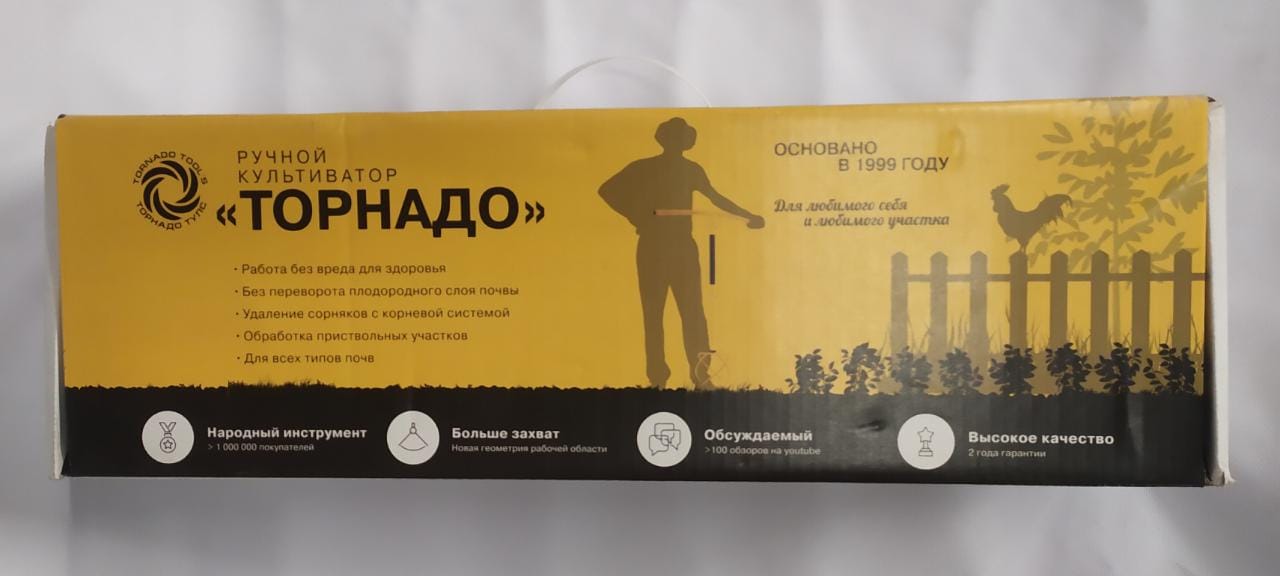 TORNADO TOOLS
ТОРНАДО ТУЛС
РУЧНОЙ
КУЛЬТИВАТОР
«ТОРНАДО»
· Работа без вреда для здоровья
· Без переворота плодородного слоя почвы
· Удаление сорняков с корневой системой
· Обработка приствольных участков
· Для всех типов почв
ОСНОВАНО
В 1999 ГОДУ
Для любимого себя
и любимого участка
Народный инструмент
> 1 000 000 покупателей
Больше захват
Новая геометрия рабочей области
Обсуждаемый
>100 обзоров на youtube
Высокое качество
2 года гарантии